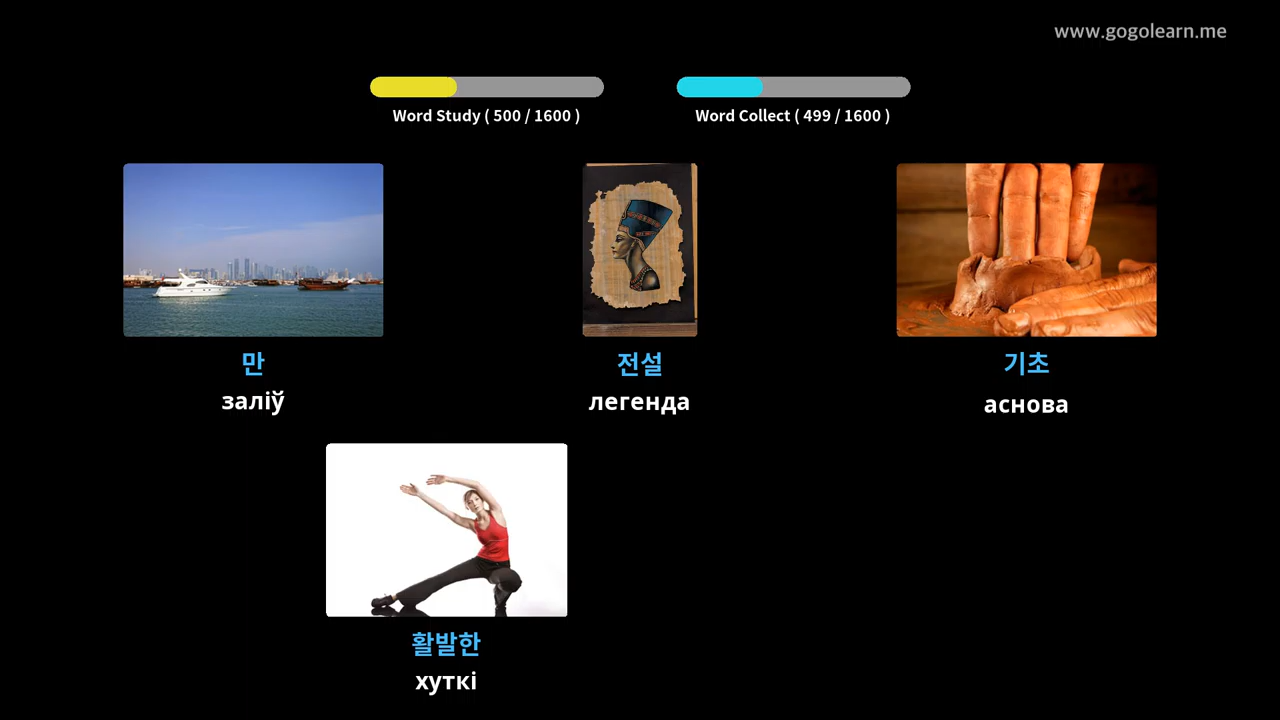 www.gogolearn.me
Word Study ( 500 / 1600 )
Word Collect ( 499 / 1600 )
만
заліў
전설
легенда
기초
аснова
활발한
хуткі